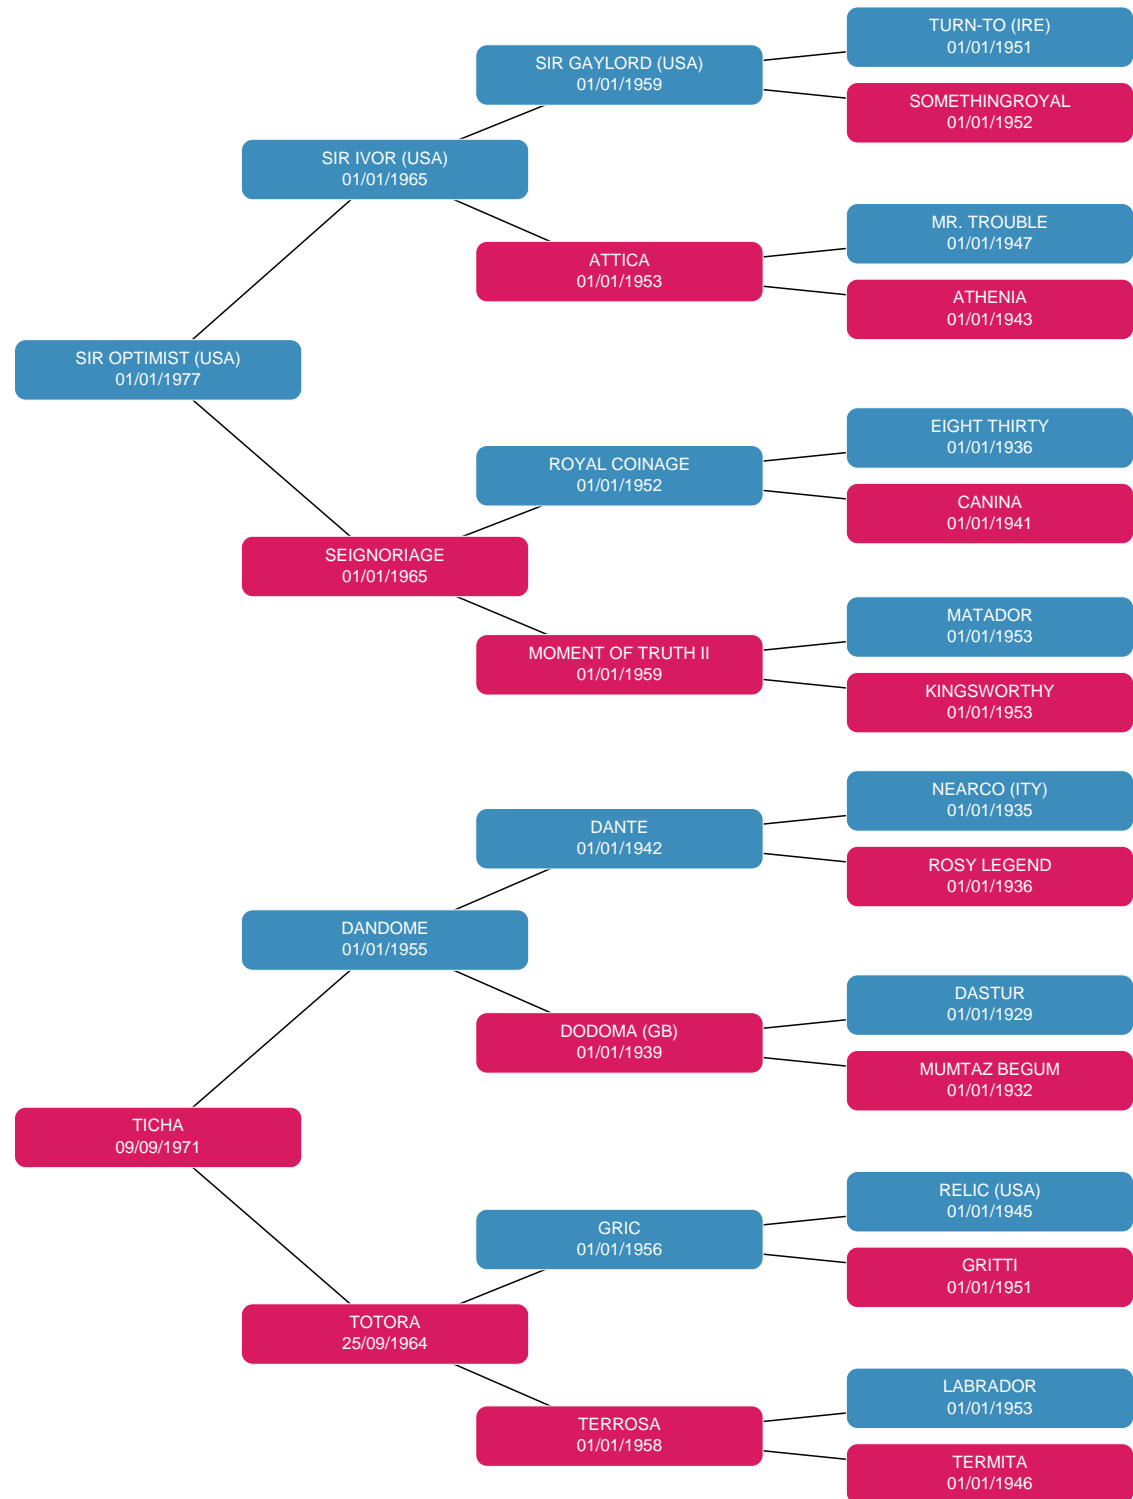 TURN-TO (IRE)
01/01/1951
SIR GAYLORD (USA)
01/01/1959
SOMETHINGROYAL
01/01/1952
SIR IVOR (USA)
01/01/1965
MR. TROUBLE
01/01/1947
ATTICA
01/01/1953
ATHENIA
01/01/1943
SIR OPTIMIST (USA)
01/01/1977
EIGHT THIRTY
01/01/1936
ROYAL COINAGE
01/01/1952
CANINA
01/01/1941
SEIGNORIAGE
01/01/1965
MATADOR
01/01/1953
MOMENT OF TRUTH II
01/01/1959
KINGSWORTHY
01/01/1953
NEARCO (ITY)
01/01/1935
DANTE
01/01/1942
ROSY LEGEND
01/01/1936
DANDOME
01/01/1955
DASTUR
01/01/1929
DODOMA (GB)
01/01/1939
MUMTAZ BEGUM
01/01/1932
TICHA
09/09/1971
RELIC (USA)
01/01/1945
GRIC
01/01/1956
GRITTI
01/01/1951
TOTORA
25/09/1964
LABRADOR
01/01/1953
TERROSA
01/01/1958
TERMITA
01/01/1946